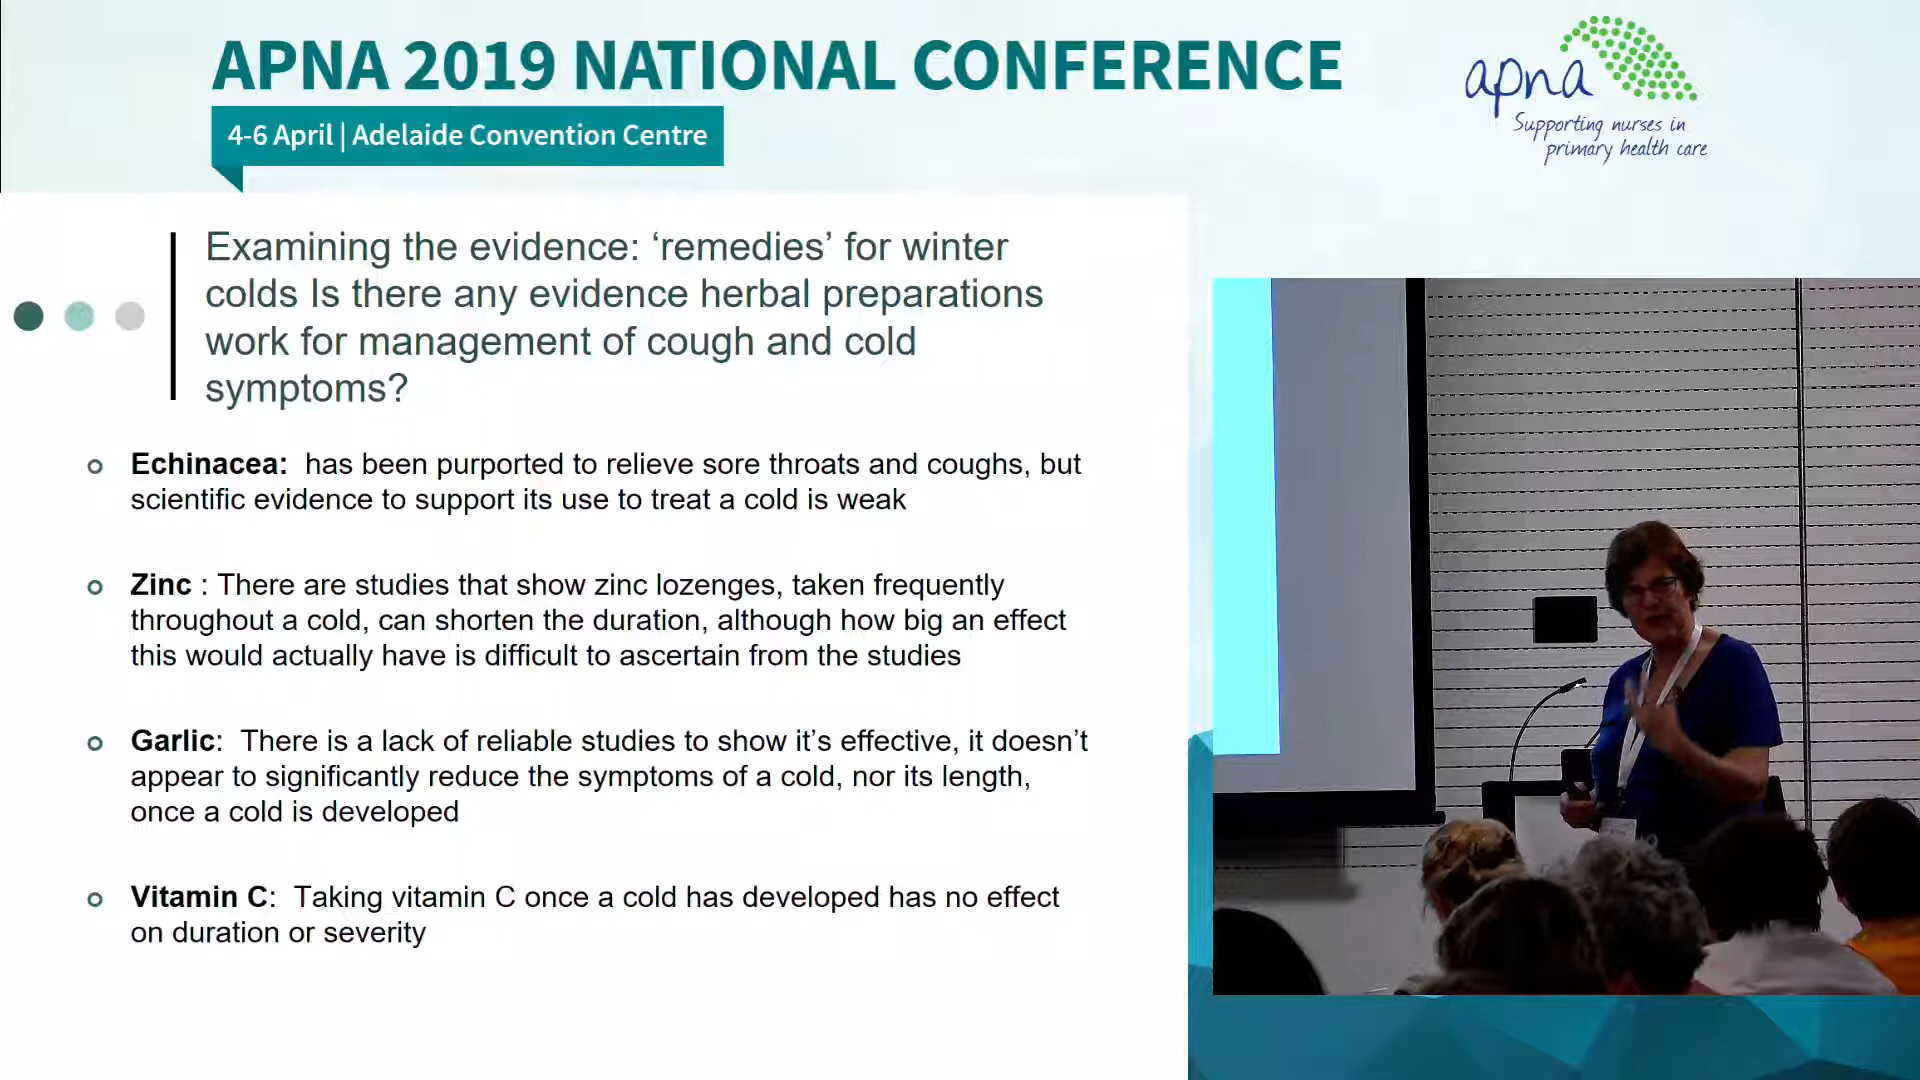 APNA 2019 NATIONAL CONFERENCE
4-6 April | Adelaide Convention Centre
apna
Supporting nurses in
primary health care
Examining the evidence: ‘remedies’ for winter
colds Is there any evidence herbal preparations
work for management of cough and cold
symptoms?
Echinacea: has been purported to relieve sore throats and coughs, but
scientific evidence to support its use to treat a cold is weak
Zinc : There are studies that show zinc lozenges, taken frequently
throughout a cold, can shorten the duration, although how big an effect
this would actually have is difficult to ascertain from the studies
Garlic: There is a lack of reliable studies to show it’s effective, it doesn’t
appear to significantly reduce the symptoms of a cold, nor its length,
once a cold is developed
Vitamin C: Taking vitamin C once a cold has developed has no effect
on duration or severity